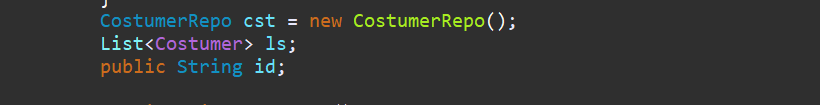 }
CostumerRepo cst = new CostumerRepo();
List<Costumer> ls;
public String id;